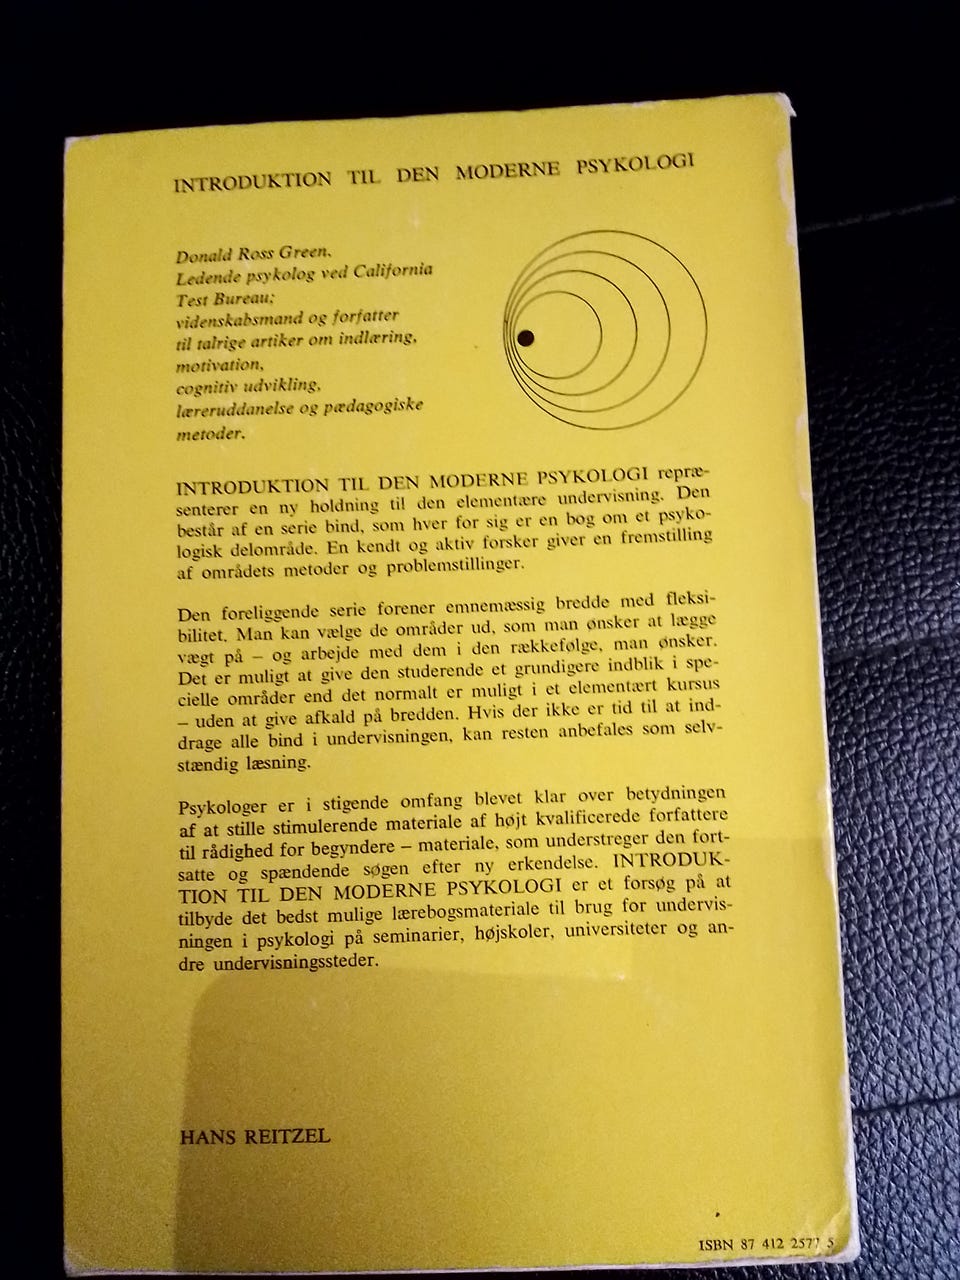 INTRODUKTION TIL DEN MODERNE PSYKOLOGI
Donald Ross Green.
Ledende psykolog ved California
Test Bureau;
videnskabsmand og forfatter
til talrige artiker om indlæring,
motivation,
cognitiv udvikling,
læreruddanelse og pædagogiske
metoder.
INTRODUKTION TIL DEN MODERNE PSYKOLOGI repræ-
senterer en ny holdning til den elementære undervisning. Den
består af en serie bind, som hver for sig er en bog om et psyko-
logisk delområde. En kendt og aktiv forsker giver en fremstilling
af områdets metoder og problemstillinger.
Den foreliggende serie forener emnemæssig bredde med fleksi-
bilitet. Man kan vælge de områder ud, som man ønsker at lægge
vægt på – og arbejde med dem i den rækkefølge, man ønsker.
Det er muligt at give den studerende et grundigere indblik i spe-
cielle områder end det normalt er muligt i et elementært kursus
– uden at give afkald på bredden. Hvis der ikke er tid til at ind-
drage alle bind i undervisningen, kan resten anbefales som selv-
stændig læsning.
Psykologer er i stigende omfang blevet klar over betydningen
af at stille stimulerende materiale af højt kvalificerede forfattere
til rådighed for begyndere – materiale, som understreger den fort-
satte og spændende søgen efter ny erkendelse. INTRODUK-
TION TIL DEN MODERNE PSYKOLOGI er et forsøg på at
tilbyde det bedst mulige lærebogsmateriale til brug for undervis-
ningen i psykologi på seminarier, højskoler, universiteter og an-
dre undervisningssteder.
HANS REITZEL
ISBN 87 412 2577 5